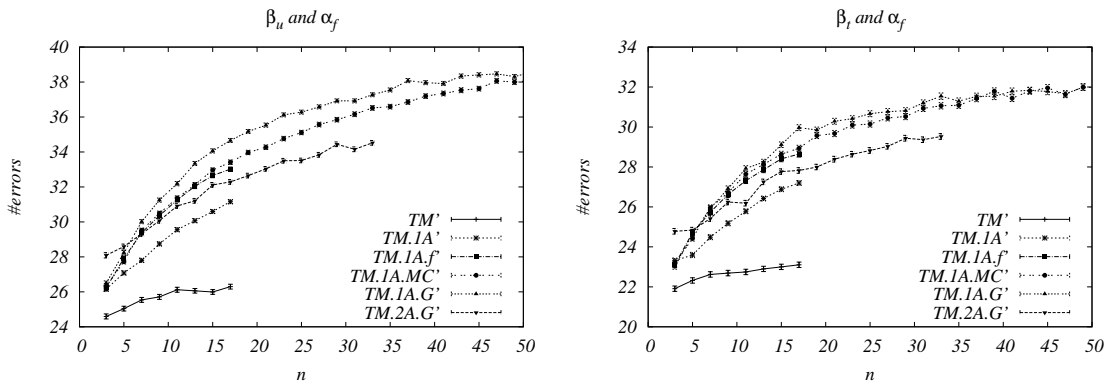 β_u and α_f
#errors
40
38
36
34
32
30
28
26
24
TM'
TM.1A'
TM.1A.f'
TM.1A.MC'
TM.1A.G'
TM.2A.G'
0 5 10 15 20 25 30 35 40 45 50
n
β_t and α_f
#errors
34
32
30
28
26
24
22
20
TM'
TM.1A'
TM.1A.f'
TM.1A.MC'
TM.1A.G'
TM.2A.G'
0 5 10 15 20 25 30 35 40 45 50
n